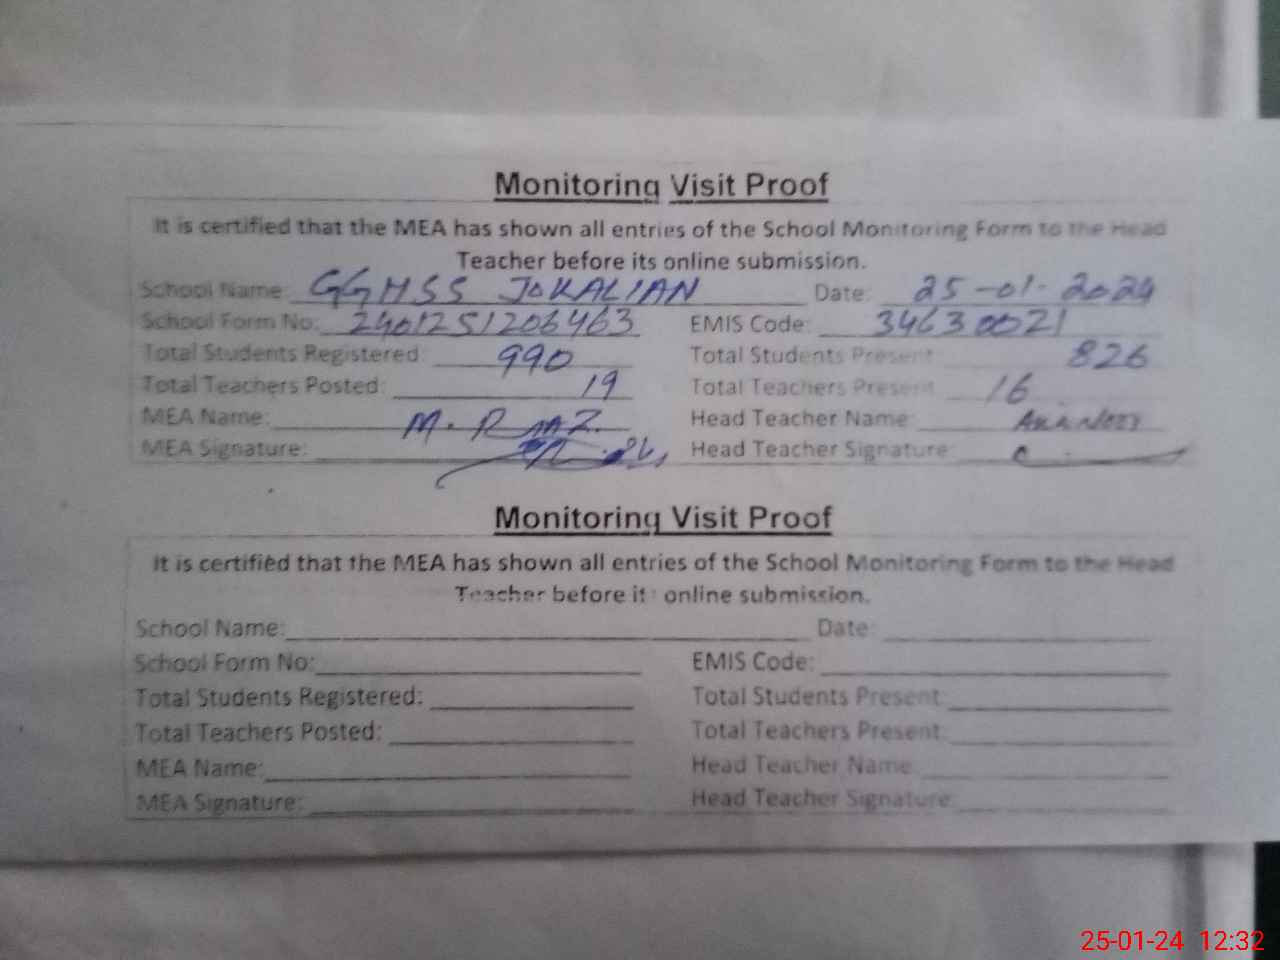 Monitoring Visit Proof
It is certified that the MEA has shown all entries of the School Monitoring Form to the Head
Teacher before its online submission.
School Name: GGHSS JOKALIAN Date: 25-01-2024
School Form No: 2401251206463 EMIS Code: 34630021
Total Students Registered: 990 Total Students Present 826
Total Teachers Posted: 19 Total Teachers Present 16
MEA Name: M. Riaz Head Teacher Name:
MEA Signature: Head Teacher Signature:
Monitoring Visit Proof
It is certified that the MEA has shown all entries of the School Monitoring Form to the Head
Teacher before its online submission.
School Name: Date:
School Form No: EMIS Code:
Total Students Registered: Total Students Present:
Total Teachers Posted: Total Teachers Present:
MEA Name: Head Teacher Name:
MEA Signature: Head Teacher Signature:
25-01-24 12:32